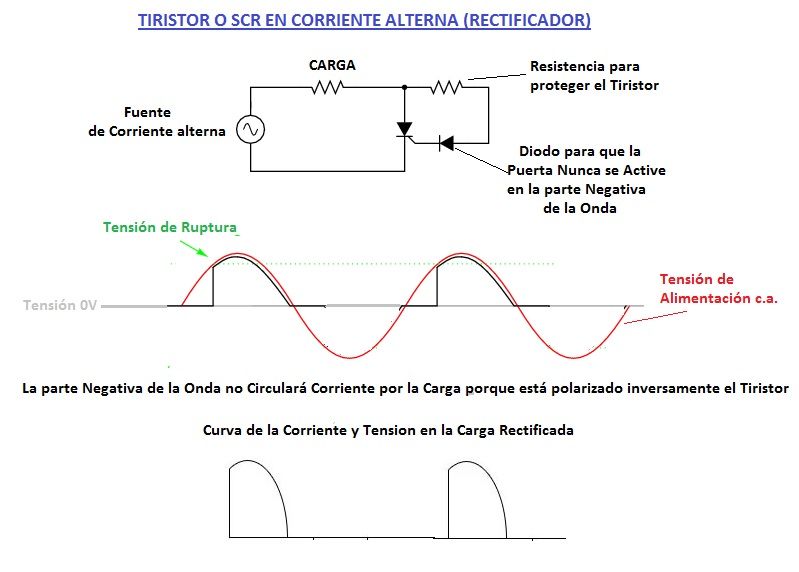 TIRISTOR O SCR EN CORRIENTE ALTERNA (RECTIFICADOR)
CARGA
Resistencia para
proteger el Tiristor
Fuente
de Corriente alterna
Diodo para que la
Puerta Nunca se Active
en la parte Negativa
de la Onda
Tensión de Ruptura
Tensión de
Alimentación c.a.
Tensión 0V
La parte Negativa de la Onda no Circulará Corriente por la Carga porque está polarizado inversamente el Tiristor
Curva de la Corriente y Tension en la Carga Rectificada